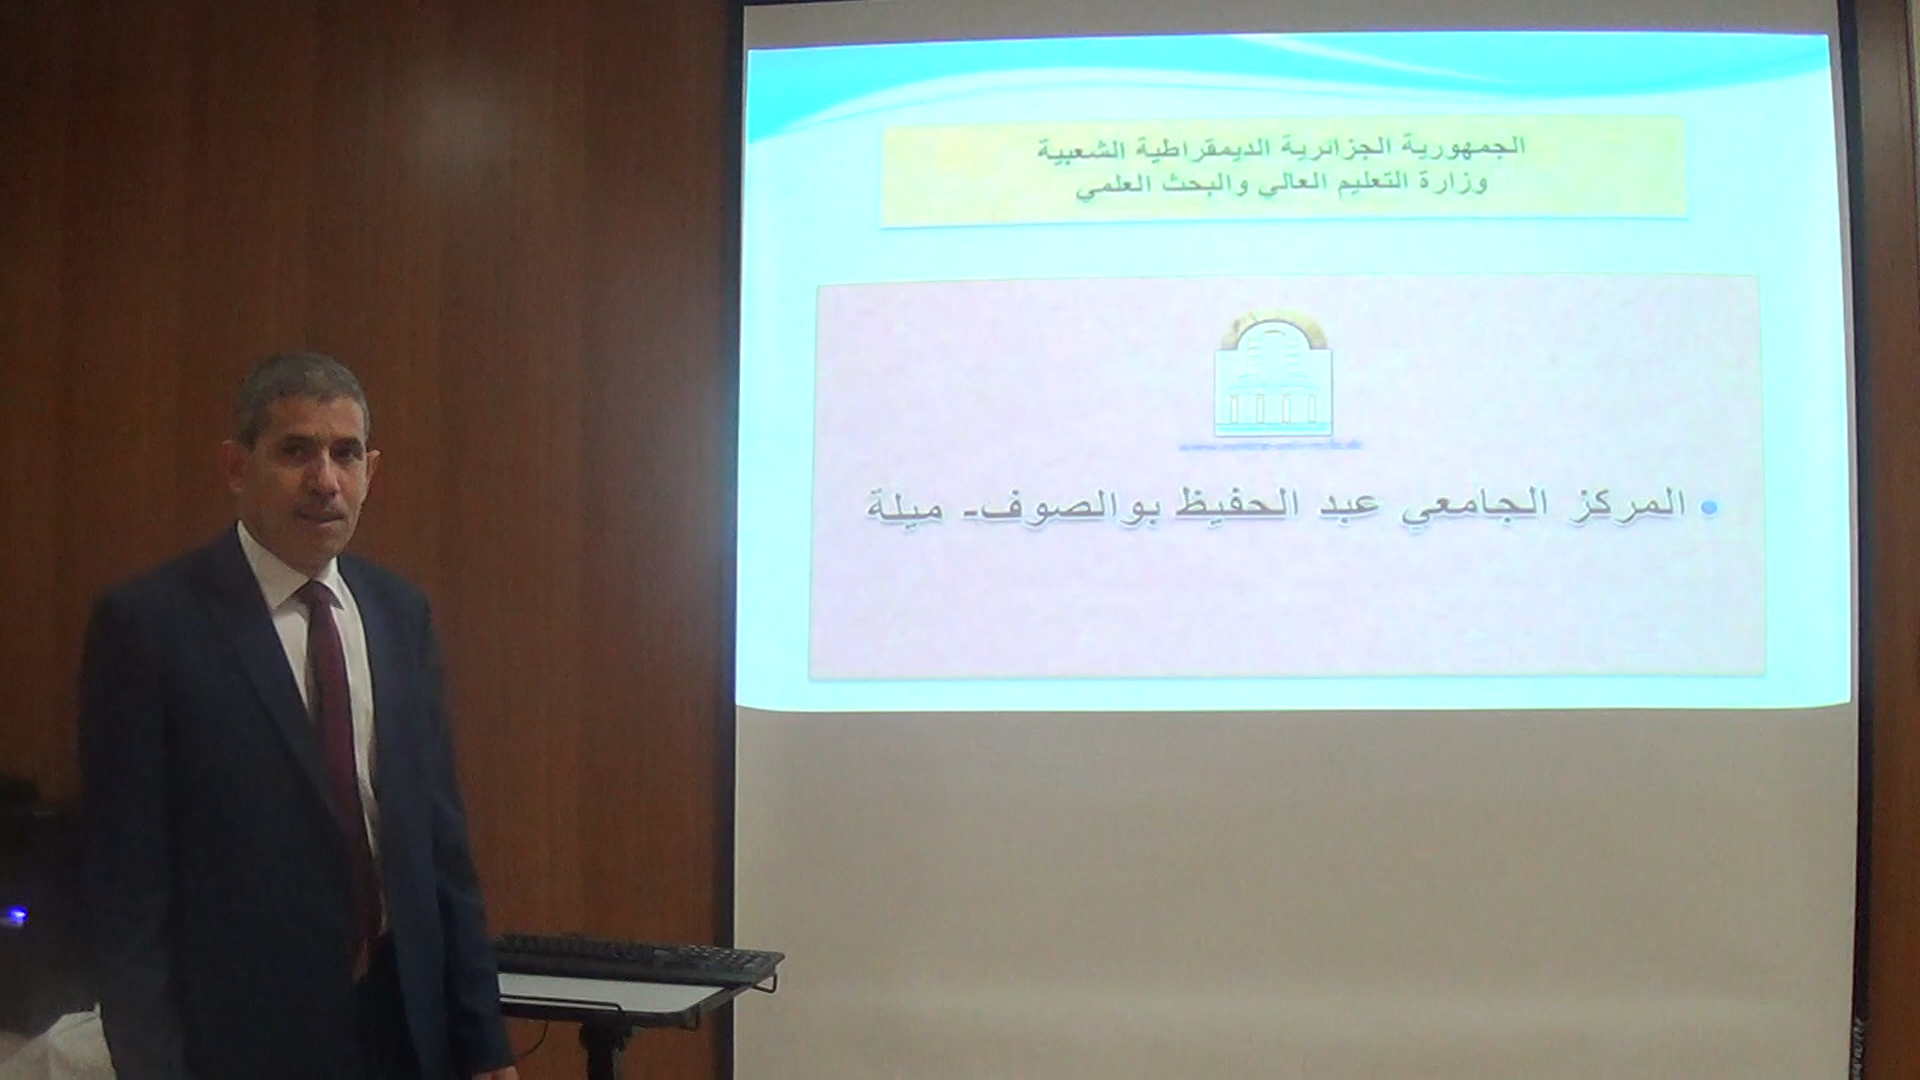 الجمهورية الجزائرية الديمقراطية الشعبية
وزارة التعليم العالي والبحث العلمي
• المركز الجامعي عبد الحفيظ بوالصوف- ميلة